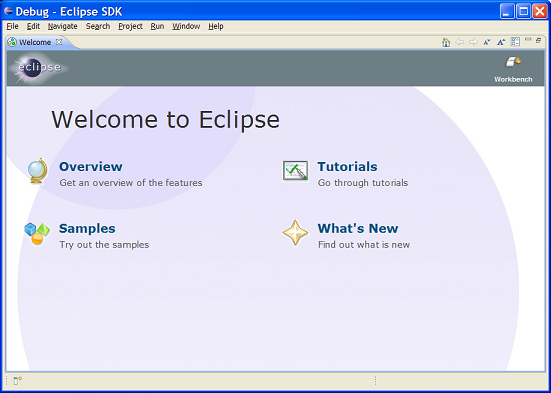 Debug - Eclipse SDK
File Edit Navigate Search Project Run Window Help
Welcome
eclipse
Workbench
Welcome to Eclipse
Overview
Get an overview of the features
Tutorials
Go through tutorials
Samples
Try out the samples
What's New
Find out what is new